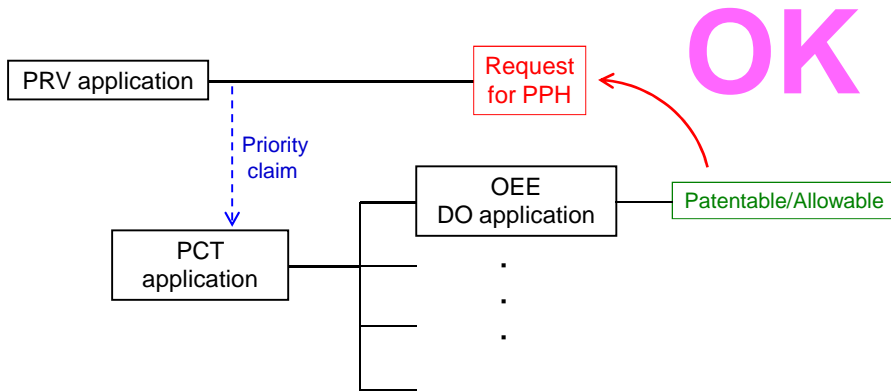 OK
PRV application
Request
for PPH
Priority
claim
OEE
DO application
Patentable/Allowable
PCT
application